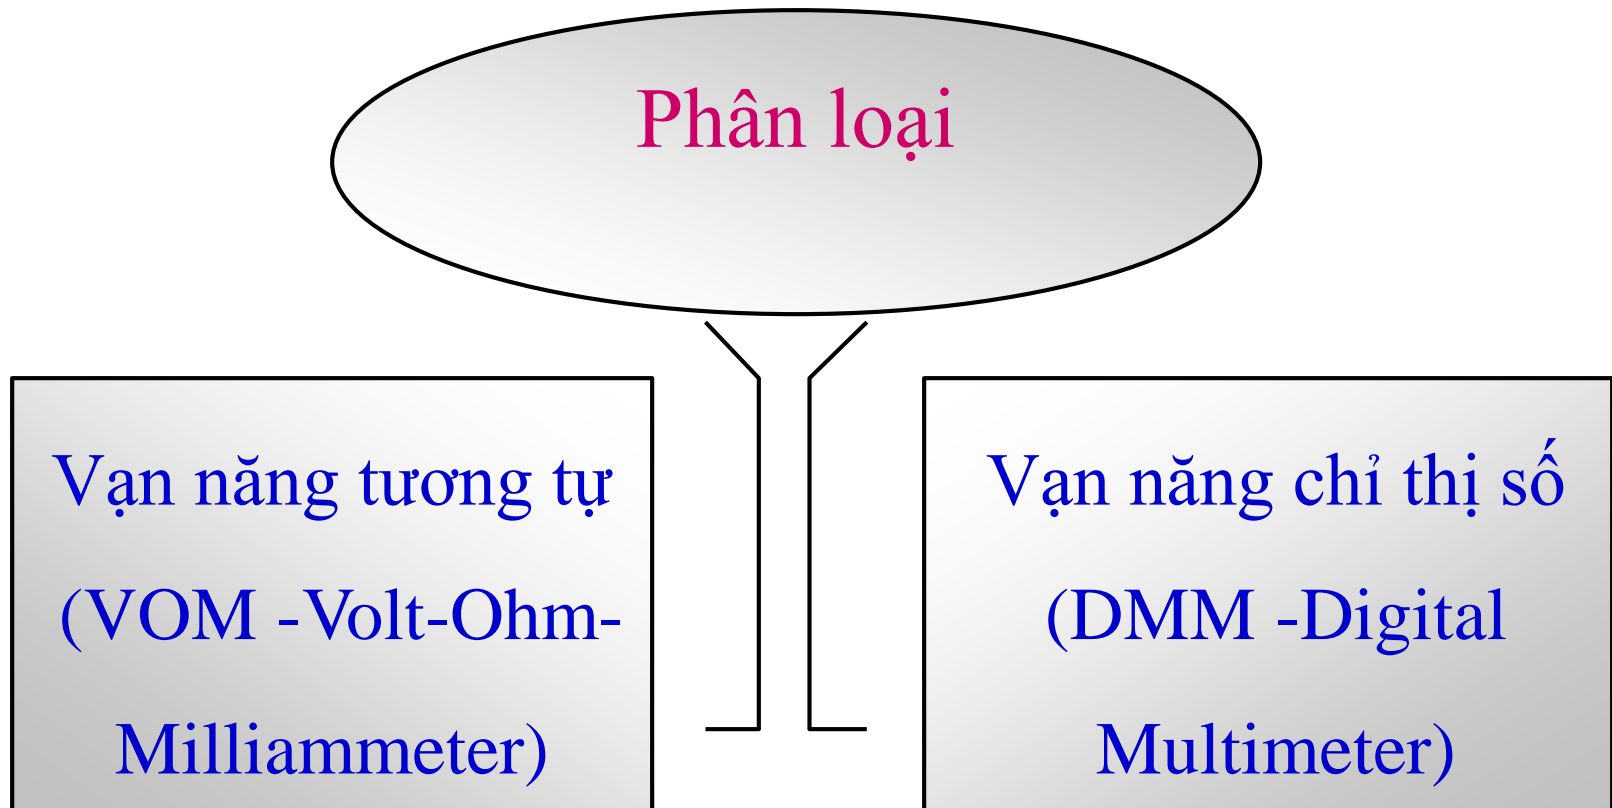 Phân loại
Vạn năng tương tự
(VOM -Volt-Ohm-
Milliammeter)
Vạn năng chỉ thị số
(DMM -Digital
Multimeter)